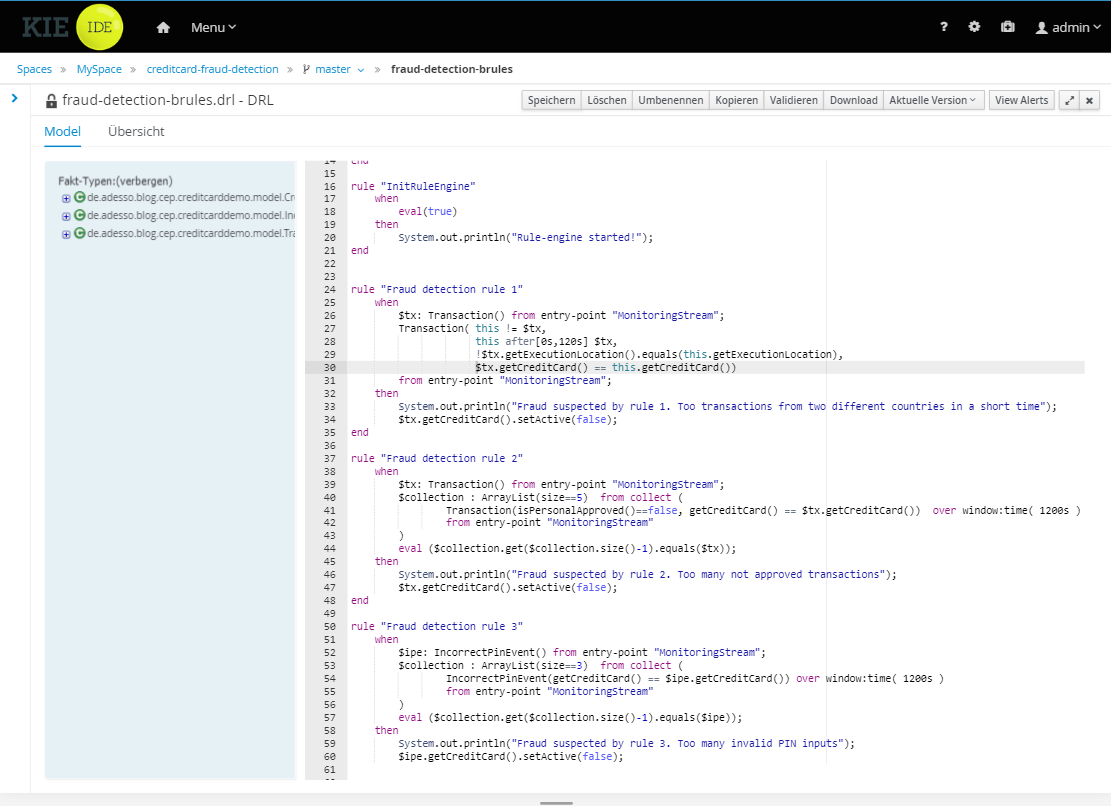 KIE IDE Menu ? admin
Spaces » MySpace » creditcard-fraud-detection » master » fraud-detection-brules
fraud-detection-brules.drl - DRL Speichern Löschen Umbenennen Kopieren Validieren Download Aktuelle Version View Alerts
Model Übersicht
Fakt-Typen:(verbergen)
de.adesso.blog.cep.creditcarddemo.model.Cr
de.adesso.blog.cep.creditcarddemo.model.In
de.adesso.blog.cep.creditcarddemo.model.Tra
14 end
15
16 rule "InitRuleEngine"
17 when
18 eval(true)
19 then
20 System.out.println("Rule-engine started!");
21 end
22
23
24 rule "Fraud detection rule 1"
25 when
26 $tx: Transaction() from entry-point "MonitoringStream";
27 Transaction( this != $tx,
28 this after[0s,120s] $tx,
29 !$tx.getExecutionLocation().equals(this.getExecutionLocation),
30 $tx.getCreditCard() == this.getCreditCard())
31 from entry-point "MonitoringStream";
32 then
33 System.out.println("Fraud suspected by rule 1. Too transactions from two different countries in a short time");
34 $tx.getCreditCard().setActive(false);
35 end
36
37 rule "Fraud detection rule 2"
38 when
39 $tx: Transaction() from entry-point "MonitoringStream";
40 $collection : ArrayList(size==5) from collect (
41 Transaction(isPersonalApproved()==false, getCreditCard() == $tx.getCreditCard()) over window:time( 1200s )
42 from entry-point "MonitoringStream"
43 )
44 eval ($collection.get($collection.size()-1).equals($tx));
45 then
46 System.out.println("Fraud suspected by rule 2. Too many not approved transactions");
47 $tx.getCreditCard().setActive(false);
48 end
49
50 rule "Fraud detection rule 3"
51 when
52 $ipe: IncorrectPinEvent() from entry-point "MonitoringStream";
53 $collection : ArrayList(size==3) from collect (
54 IncorrectPinEvent(getCreditCard() == $ipe.getCreditCard()) over window:time( 1200s )
55 from entry-point "MonitoringStream"
56 )
57 eval ($collection.get($collection.size()-1).equals($ipe));
58 then
59 System.out.println("Fraud suspected by rule 3. Too many invalid PIN inputs");
60 $ipe.getCreditCard().setActive(false);
61